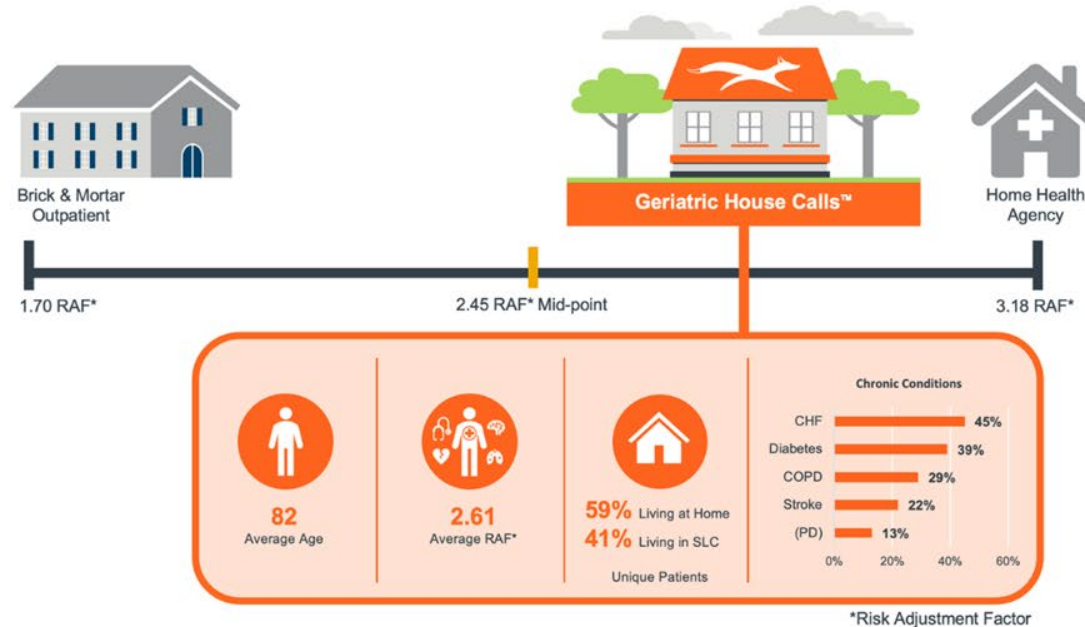 Brick & Mortar
Outpatient
Geriatric House Calls™
Home Health
Agency
1.70 RAF*
2.45 RAF* Mid-point
3.18 RAF*
82
Average Age
2.61
Average RAF*
59% Living at Home
41% Living in SLC
Unique Patients
Chronic Conditions
CHF 45%
Diabetes 39%
COPD 29%
Stroke 22%
(PD) 13%
0% 20% 40% 60%
*Risk Adjustment Factor